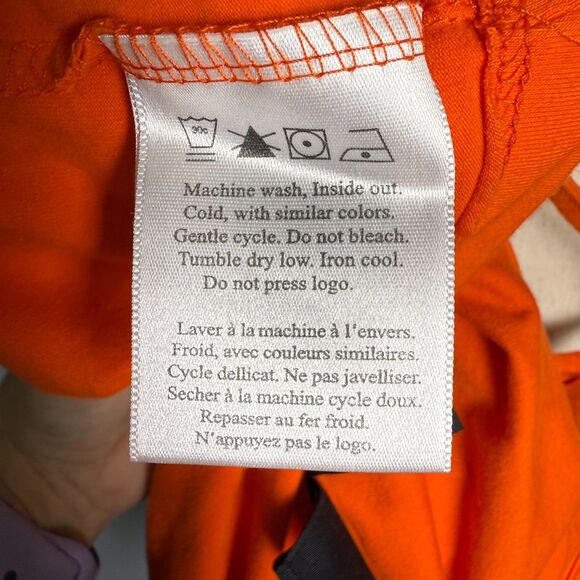 30c
Machine wash, Inside out.
Cold, with similar colors.
Gentle cycle. Do not bleach.
Tumble dry low. Iron cool.
Do not press logo.
Laver à la machine à l'envers.
Froid, avec couleurs similaires.
Cycle dellicat. Ne pas javelliser.
Secher à la machine cycle doux.
Repasser au fer froid.
N'appuyez pas le logo.